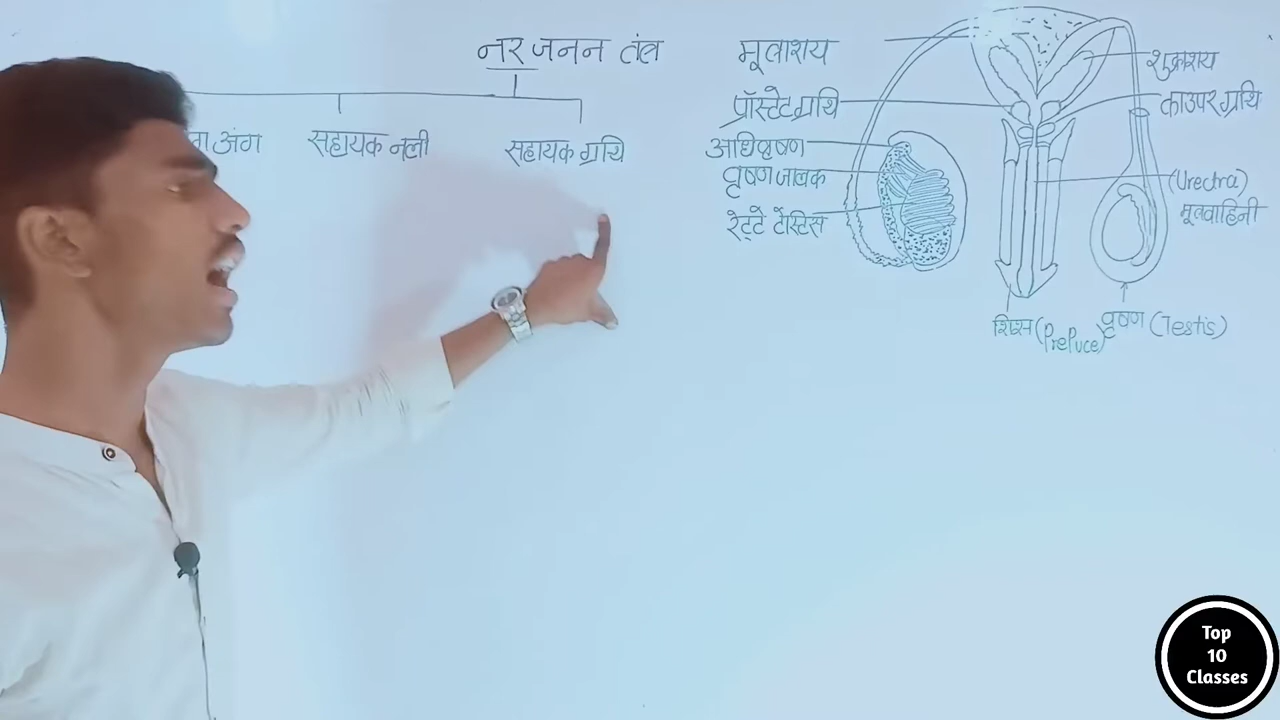 नर जनन तंत्र
अंग
सहायक नली
सहायक ग्रंथि
मूत्राशय
प्रॉस्टेट ग्रंथि
अधिवृषण
वृषण जालक
रेट्टे टेस्टिस
शुक्राशय
काउपर ग्रंथि
(Urectra)
मूत्रवाहिनी
शिश्न (PrePuce)
वृषण (Testis)
Top
10
Classes